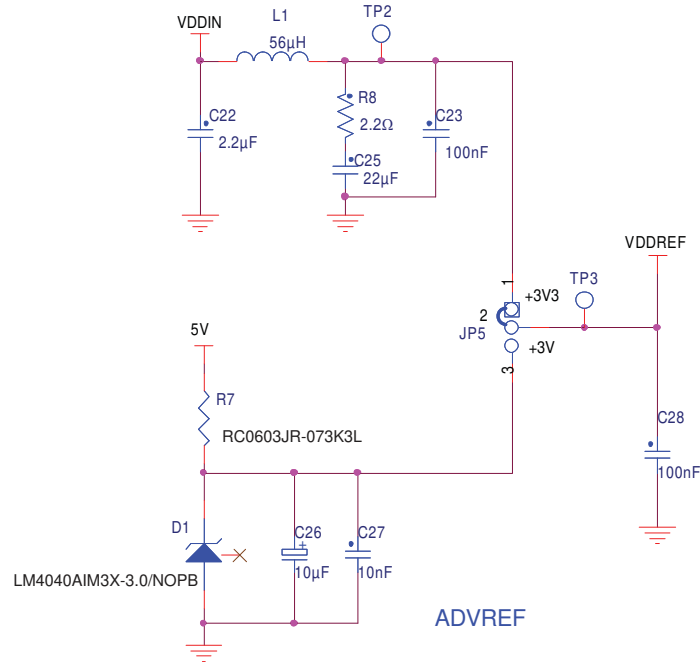 L1
TP2
VDDIN
56µH
R8
C22
C23
2.2Ω
2.2µF
100nF
C25
22µF
VDDREF
1
TP3
+3V3
2
JP5
+3V
3
5V
R7
RC0603JR-073K3L
C28
100nF
D1
C26
+
C27
10µF
10nF
LM4040AIM3X-3.0/NOPB
ADVREF